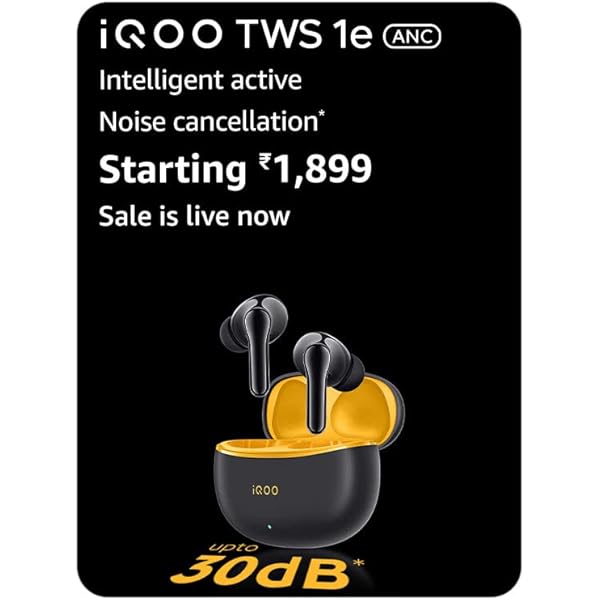 iQOO TWS 1e ANC
Intelligent active
Noise cancellation*
Starting ₹1,899
Sale is live now
iQOO
upto
30dB*